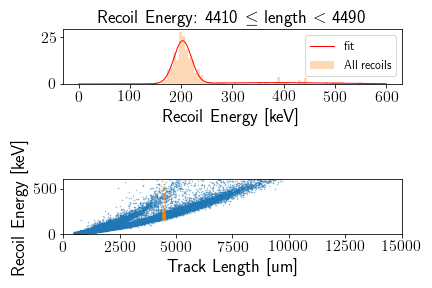 Recoil Energy: 4410 ≤ length < 4490
25
0
fit
All recoils
0 100 200 300 400 500 600
Recoil Energy [keV]
Recoil Energy [keV]
500
0
0 2500 5000 7500 10000 12500 15000
Track Length [um]